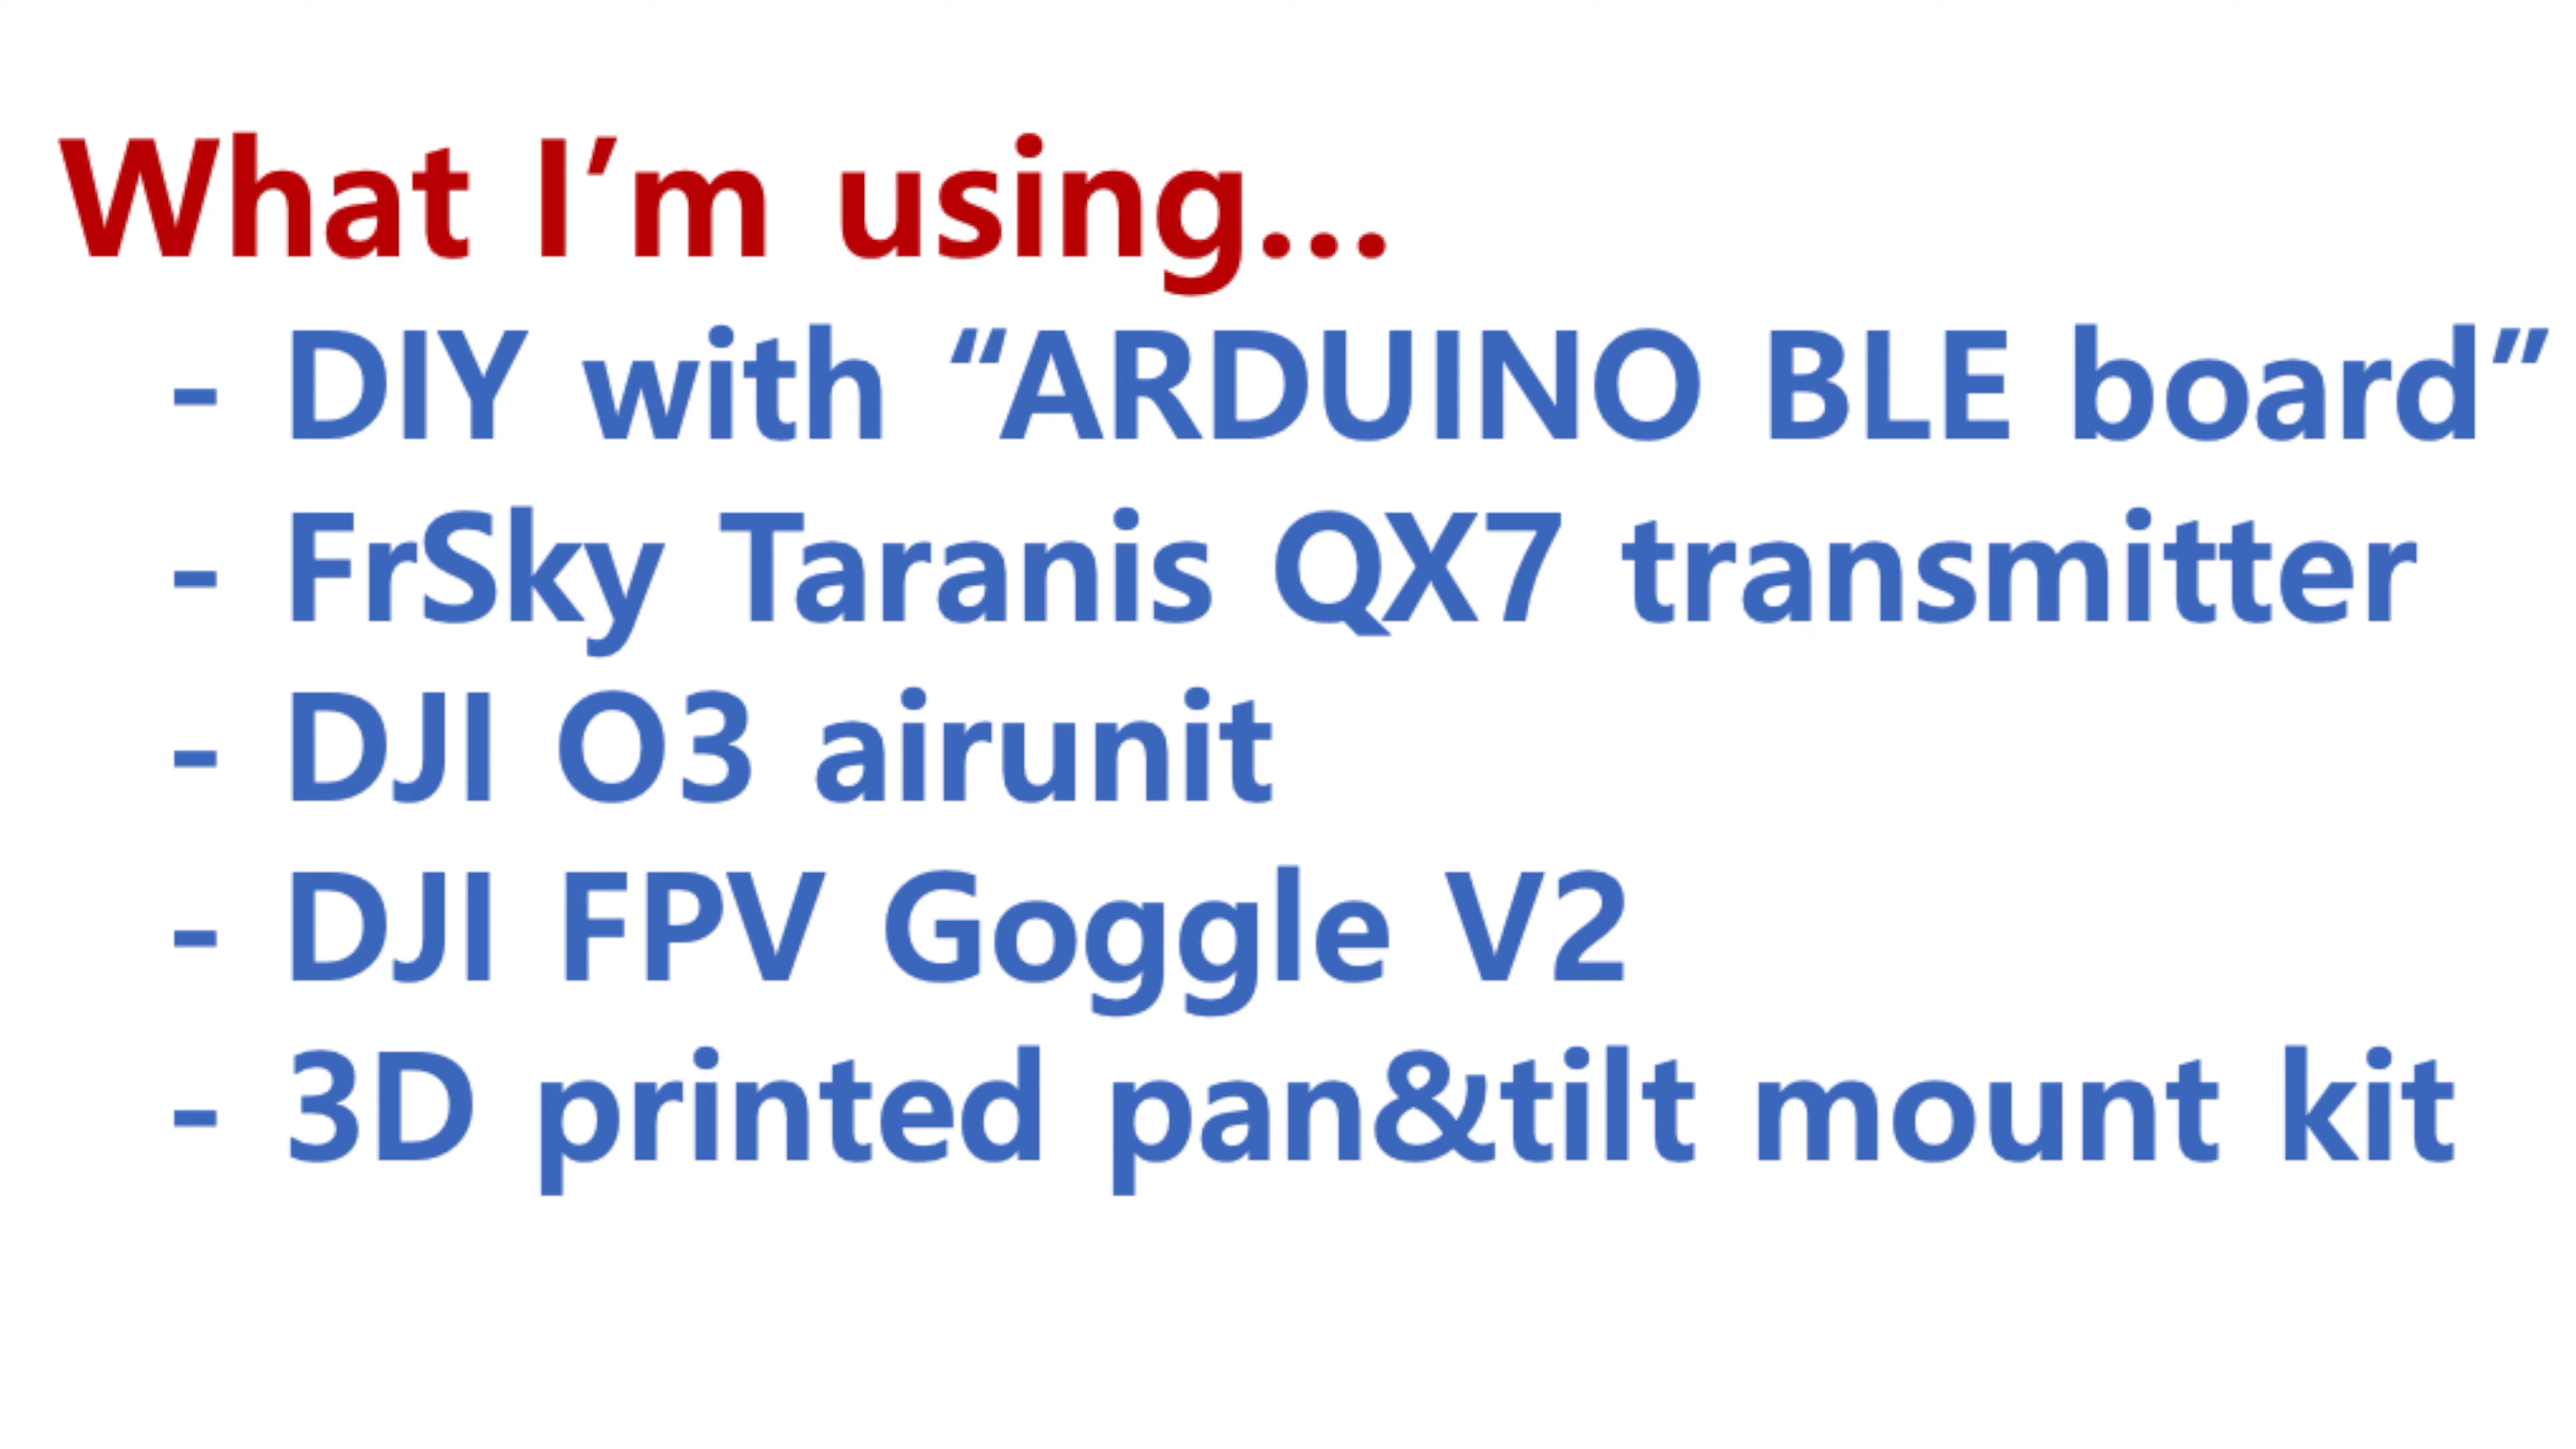 What I’m using...
- DIY with “ARDUINO BLE board”
- FrSky Taranis QX7 transmitter
- DJI O3 airunit
- DJI FPV Goggle V2
- 3D printed pan&tilt mount kit